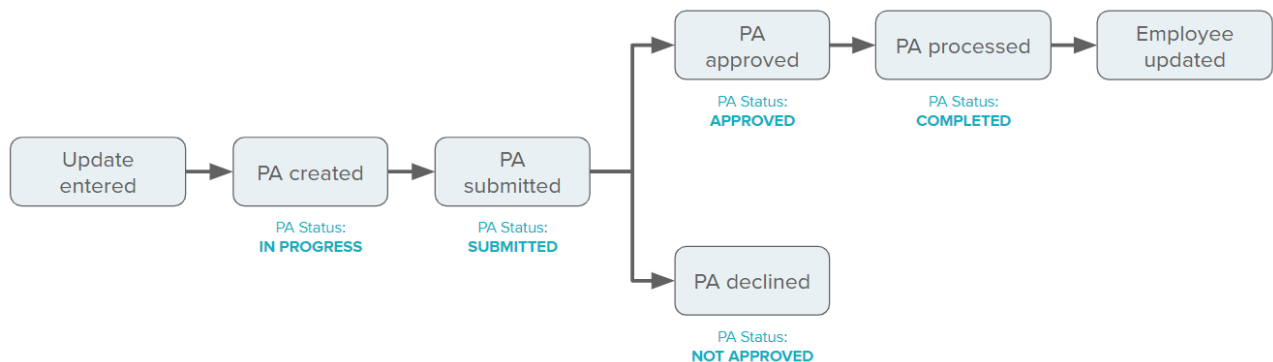 Update
entered
PA created
PA Status:
IN PROGRESS
PA
submitted
PA Status:
SUBMITTED
PA
approved
PA Status:
APPROVED
PA processed
PA Status:
COMPLETED
Employee
updated
PA declined
PA Status:
NOT APPROVED